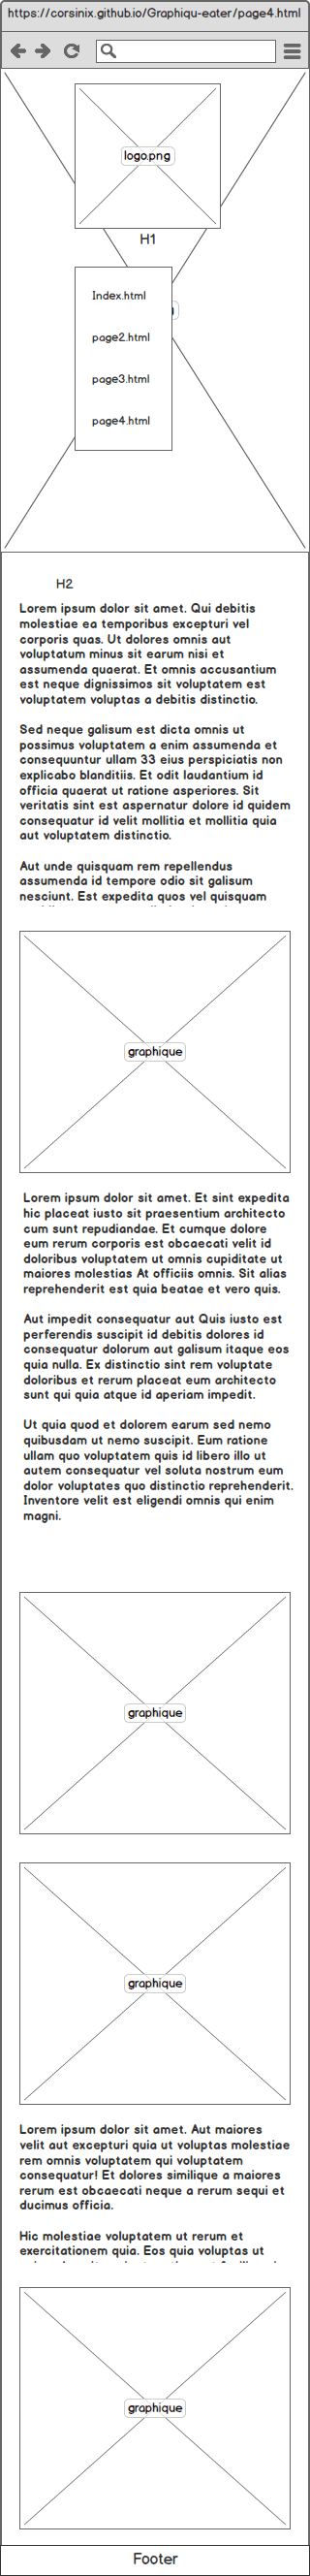 https://corsinix.github.io/Graphiqu-eater/page4.html
logo.png
H1
Index.html
page2.html
page3.html
page4.html
H2
Lorem ipsum dolor sit amet. Qui debitis
molestiae ea temporibus excepturi vel
corporis quas. Ut dolores omnis aut
voluptatum minus sit earum nisi et
assumenda quaerat. Et omnis accusantium
est neque dignissimos sit voluptatem est
voluptatem voluptas a debitis distinctio.
Sed neque galisum est dicta omnis ut
possimus voluptatem a enim assumenda et
consequuntur ullam 33 eius perspiciatis non
explicabo blanditiis. Et odit laudantium id
officia quaerat ut ratione asperiores. Sit
veritatis sint est aspernatur dolore id quidem
consequatur id velit mollitia et mollitia quia
aut voluptatem distinctio.
Aut unde quisquam rem repellendus
assumenda id tempore odio sit galisum
nesciunt. Est expedita quos vel quisquam
graphique
Lorem ipsum dolor sit amet. Et sint expedita
hic placeat iusto sit praesentium architecto
cum sunt repudiandae. Et cumque dolore
eum rerum corporis est obcaecati velit id
doloribus voluptatem ut omnis cupiditate ut
maiores molestias At officiis omnis. Sit alias
reprehenderit est quia beatae et vero quis.
Aut impedit consequatur aut Quis iusto est
perferendis suscipit id debitis dolores id
consequatur dolorum aut galisum itaque eos
quia nulla. Ex distinctio sint rem voluptate
doloribus et rerum placeat eum architecto
sunt qui quia atque id aperiam impedit.
Ut quia quod et dolorem earum sed nemo
quibusdam ut nemo suscipit. Eum ratione
ullam quo voluptatem quis id libero illo ut
autem consequatur vel soluta nostrum eum
dolor voluptates quo distinctio reprehenderit.
Inventore velit est eligendi omnis qui enim
magni.
graphique
graphique
Lorem ipsum dolor sit amet. Aut maiores
velit aut excepturi quia ut voluptas molestiae
rem omnis voluptatem qui voluptatem
consequatur! Et dolores similique a maiores
rerum est obcaecati neque a rerum sequi et
ducimus officia.
Hic molestiae voluptatem ut rerum et
exercitationem quia. Eos quia voluptas ut
graphique
Footer